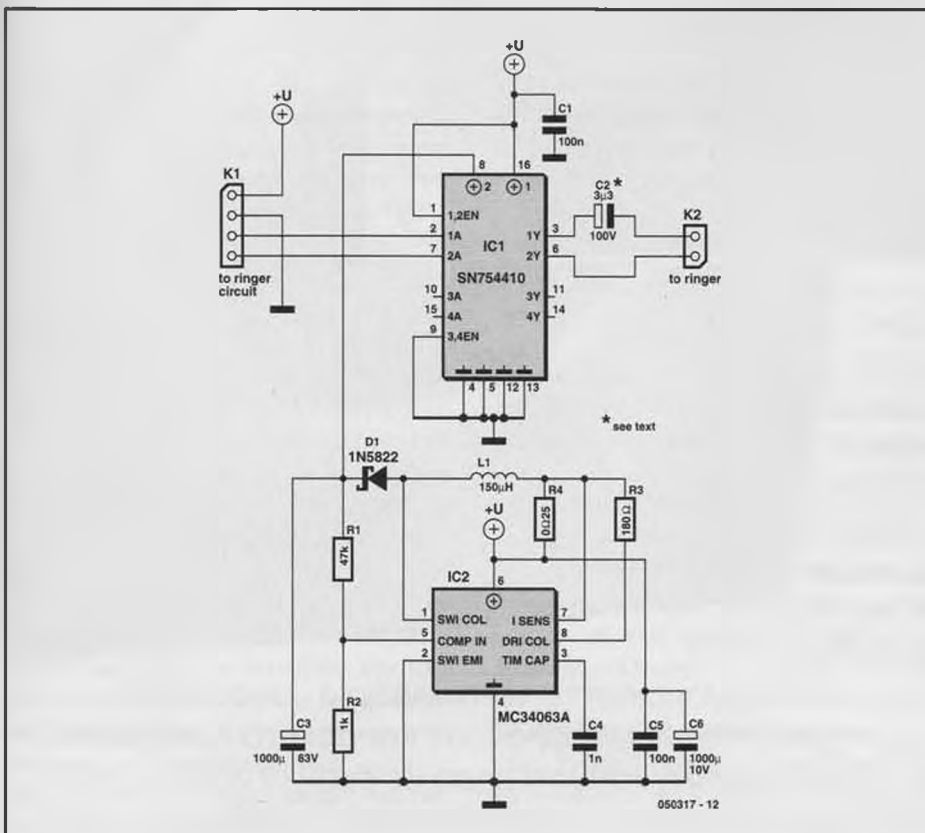 +U
+U
C1
100n
K1
8
16
2
1
C2
*
3µ3
100V
K2
1
1,2EN
2
1A
1Y
3
7
2A
2Y
6
IC1
SN754410
to ringer
circuit
to ringer
10
3A
3Y
11
15
4A
4Y
14
9
3,4EN
4
5
12
13
* see text
D1
1N5822
L1
150µH
R4
0Ω25
R3
180Ω
+U
R1
47k
IC2
6
1
SWI COL
I SENS
7
5
COMP IN
DRI COL
8
2
SWI EMI
TIM CAP
3
4
MC34063A
R2
1k
C3
1000µ
63V
C4
1n
C5
100n
C6
1000µ
10V
050317 - 12